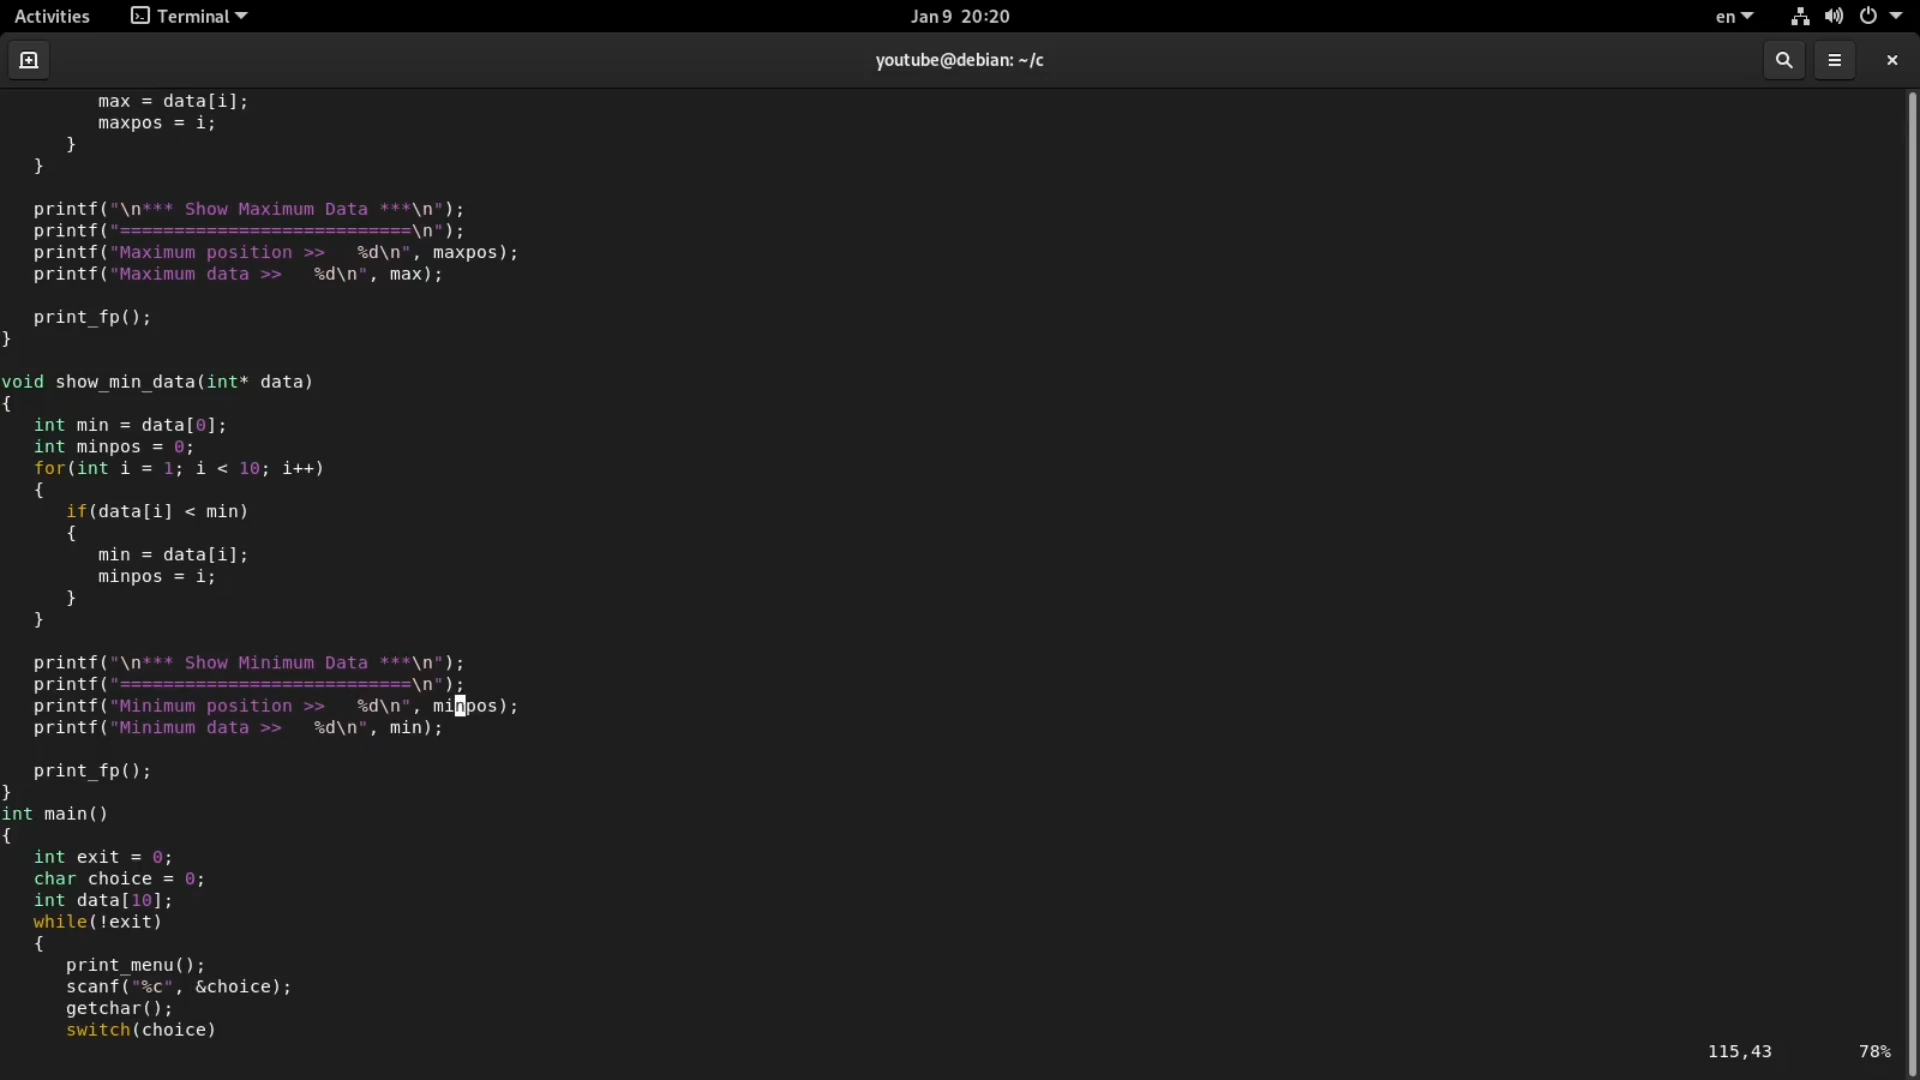 Activities Terminal Jan 9 20:20 en
youtube@debian: ~/c
         max = data[i];
         maxpos = i;
      }
   }

   printf("\n*** Show Maximum Data ***\n");
   printf("===========================\n");
   printf("Maximum position >>   %d\n", maxpos);
   printf("Maximum data >>   %d\n", max);

   print_fp();
}

void show_min_data(int* data)
{
   int min = data[0];
   int minpos = 0;
   for(int i = 1; i < 10; i++)
   {
      if(data[i] < min)
      {
         min = data[i];
         minpos = i;
      }
   }

   printf("\n*** Show Minimum Data ***\n");
   printf("===========================\n");
   printf("Minimum position >>   %d\n", minpos);
   printf("Minimum data >>   %d\n", min);

   print_fp();
}
int main()
{
   int exit = 0;
   char choice = 0;
   int data[10];
   while(!exit)
   {
      print_menu();
      scanf("%c", &choice);
      getchar();
      switch(choice)
115,43 78%